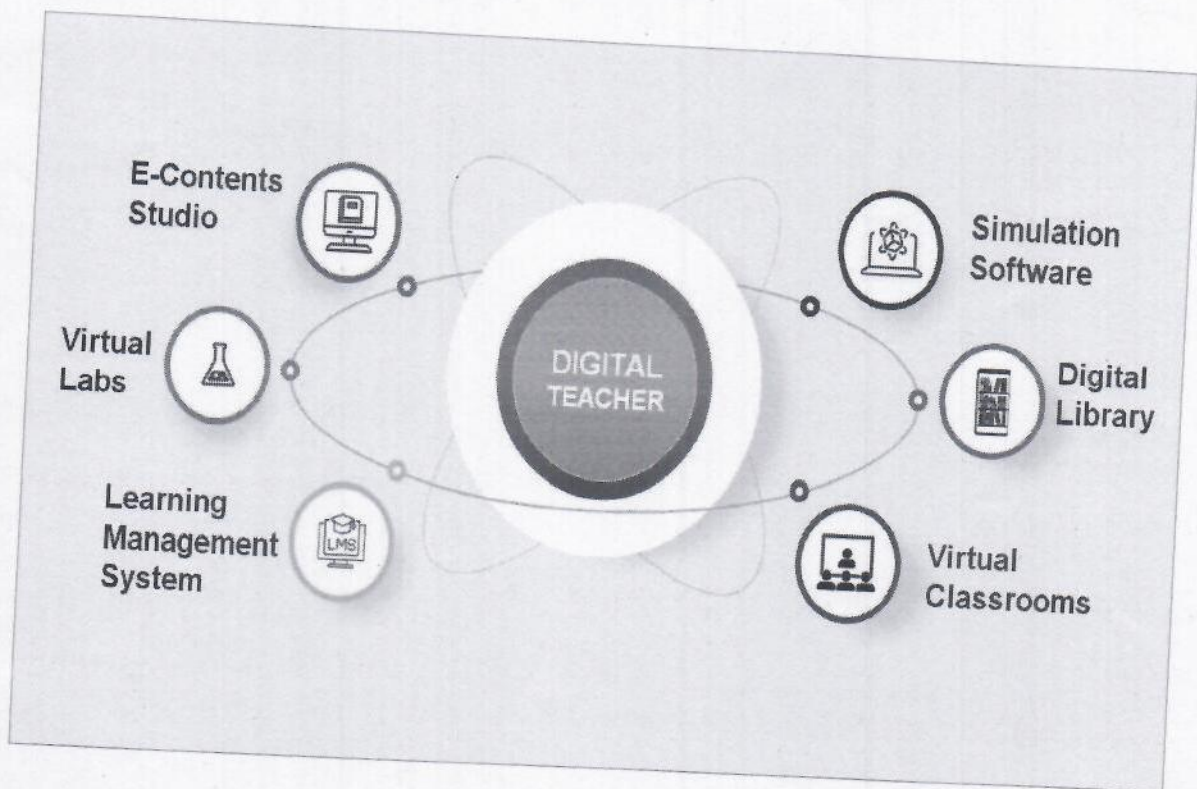 E-Contents
Studio
Virtual
Labs
Learning
Management
System
LMS
DIGITAL
TEACHER
Simulation
Software
Digital
Library
Virtual
Classrooms